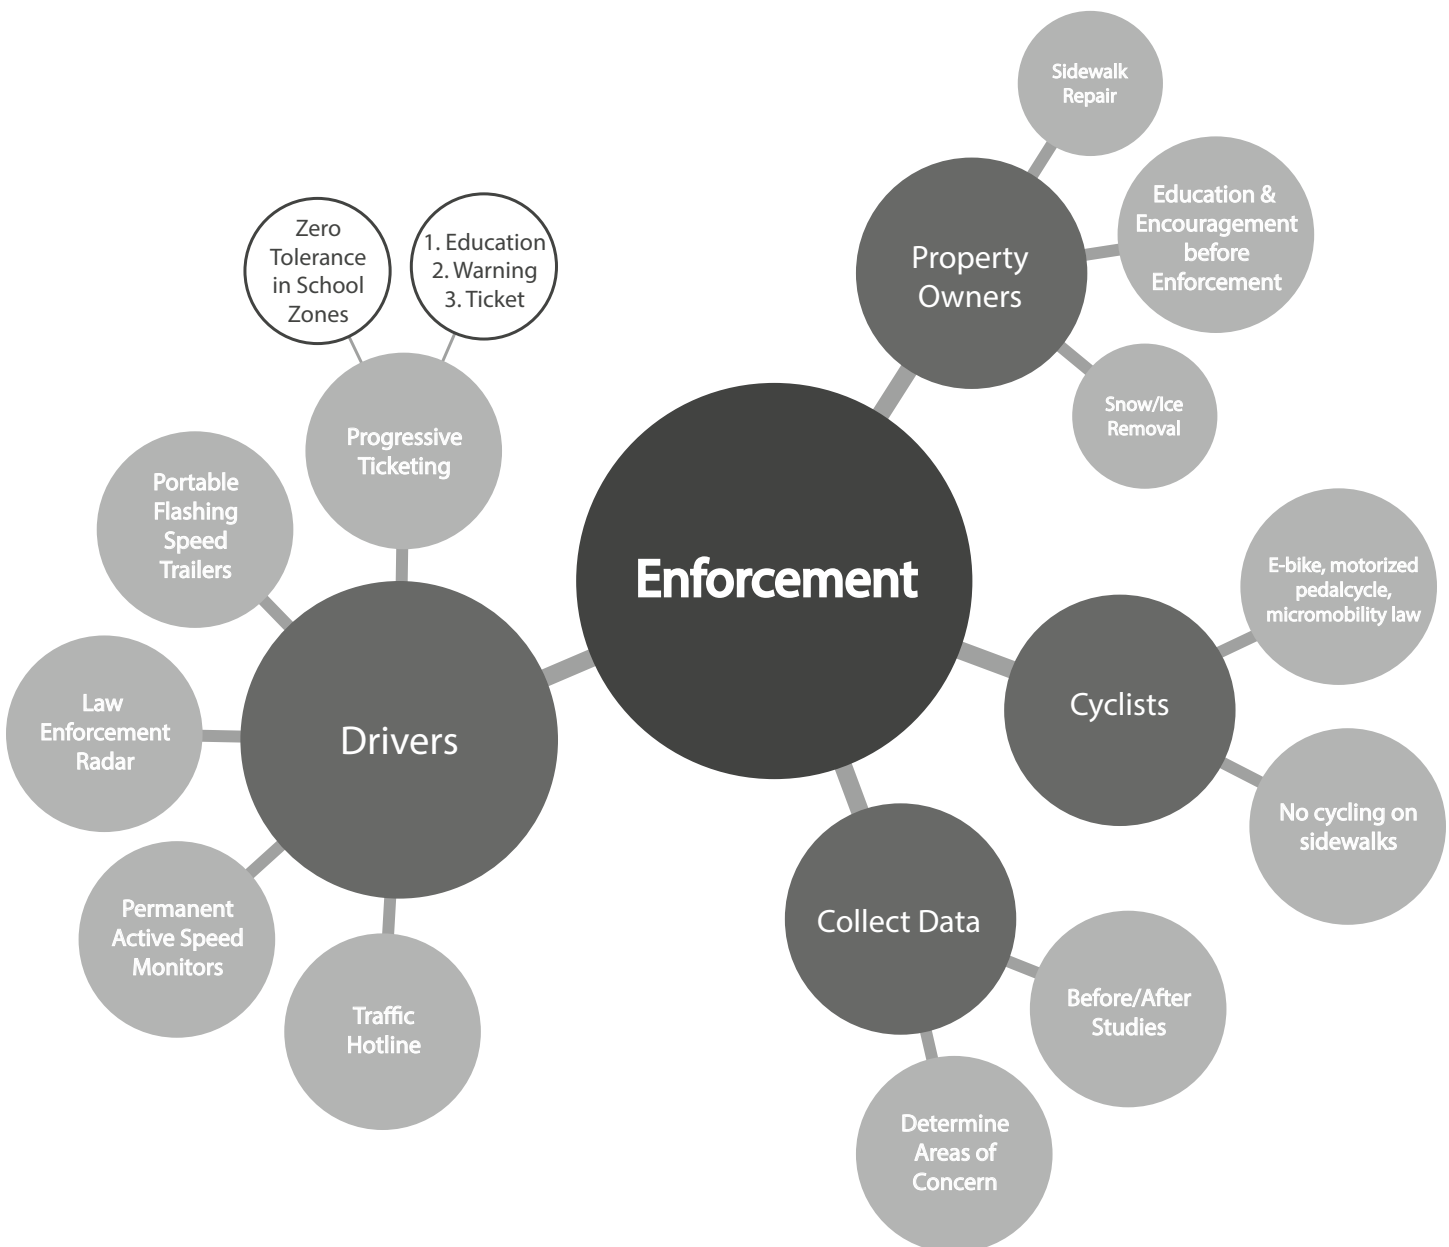 Sidewalk
Repair
Education &
Encouragement
before
Enforcement
Property
Owners
Snow/Ice
Removal
Zero
Tolerance
in School
Zones
1. Education
2. Warning
3. Ticket
Progressive
Ticketing
Portable
Flashing
Speed
Trailers
Law
Enforcement
Radar
Drivers
Permanent
Active Speed
Monitors
Traffic
Hotline
Enforcement
E-bike, motorized
pedalcycle,
micromobility law
Cyclists
No cycling on
sidewalks
Collect Data
Before/After
Studies
Determine
Areas of
Concern